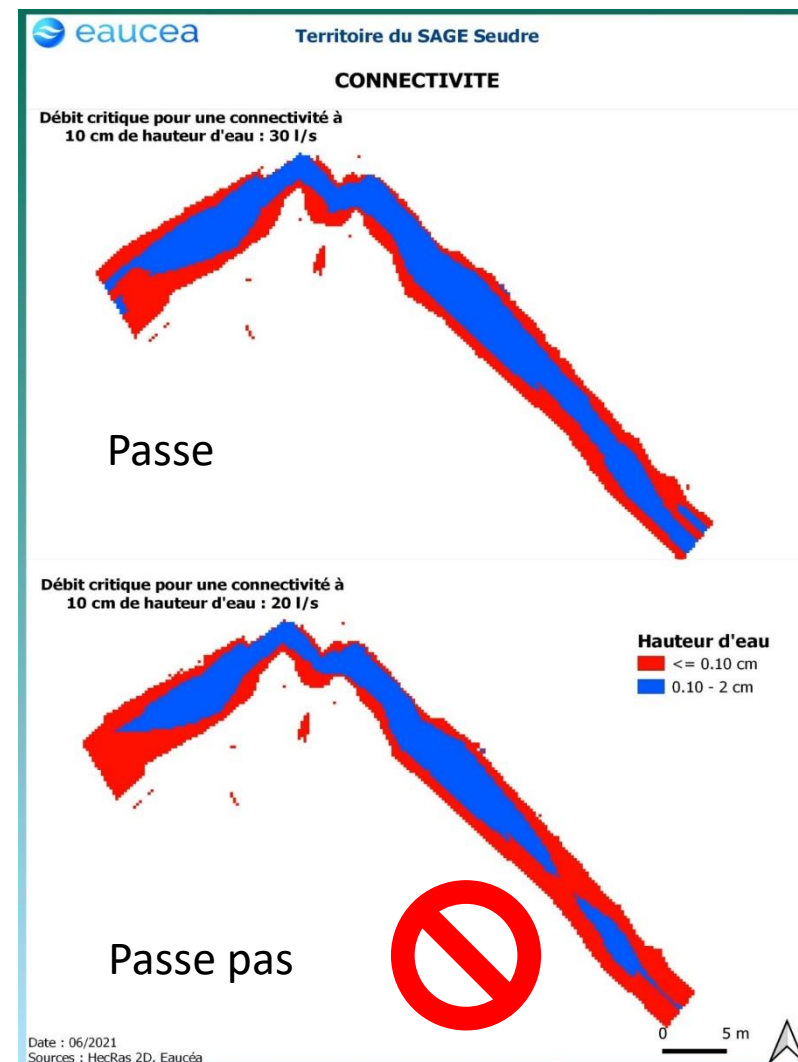 eaucea
Territoire du SAGE Seudre
CONNECTIVITE
Débit critique pour une connectivité à
10 cm de hauteur d'eau : 30 l/s
Passe
Débit critique pour une connectivité à
10 cm de hauteur d'eau : 20 l/s
Hauteur d'eau
<= 0.10 cm
0.10 - 2 cm
Passe pas
0 5 m
Date : 06/2021
Sources : HecRas 2D, Eaucéa